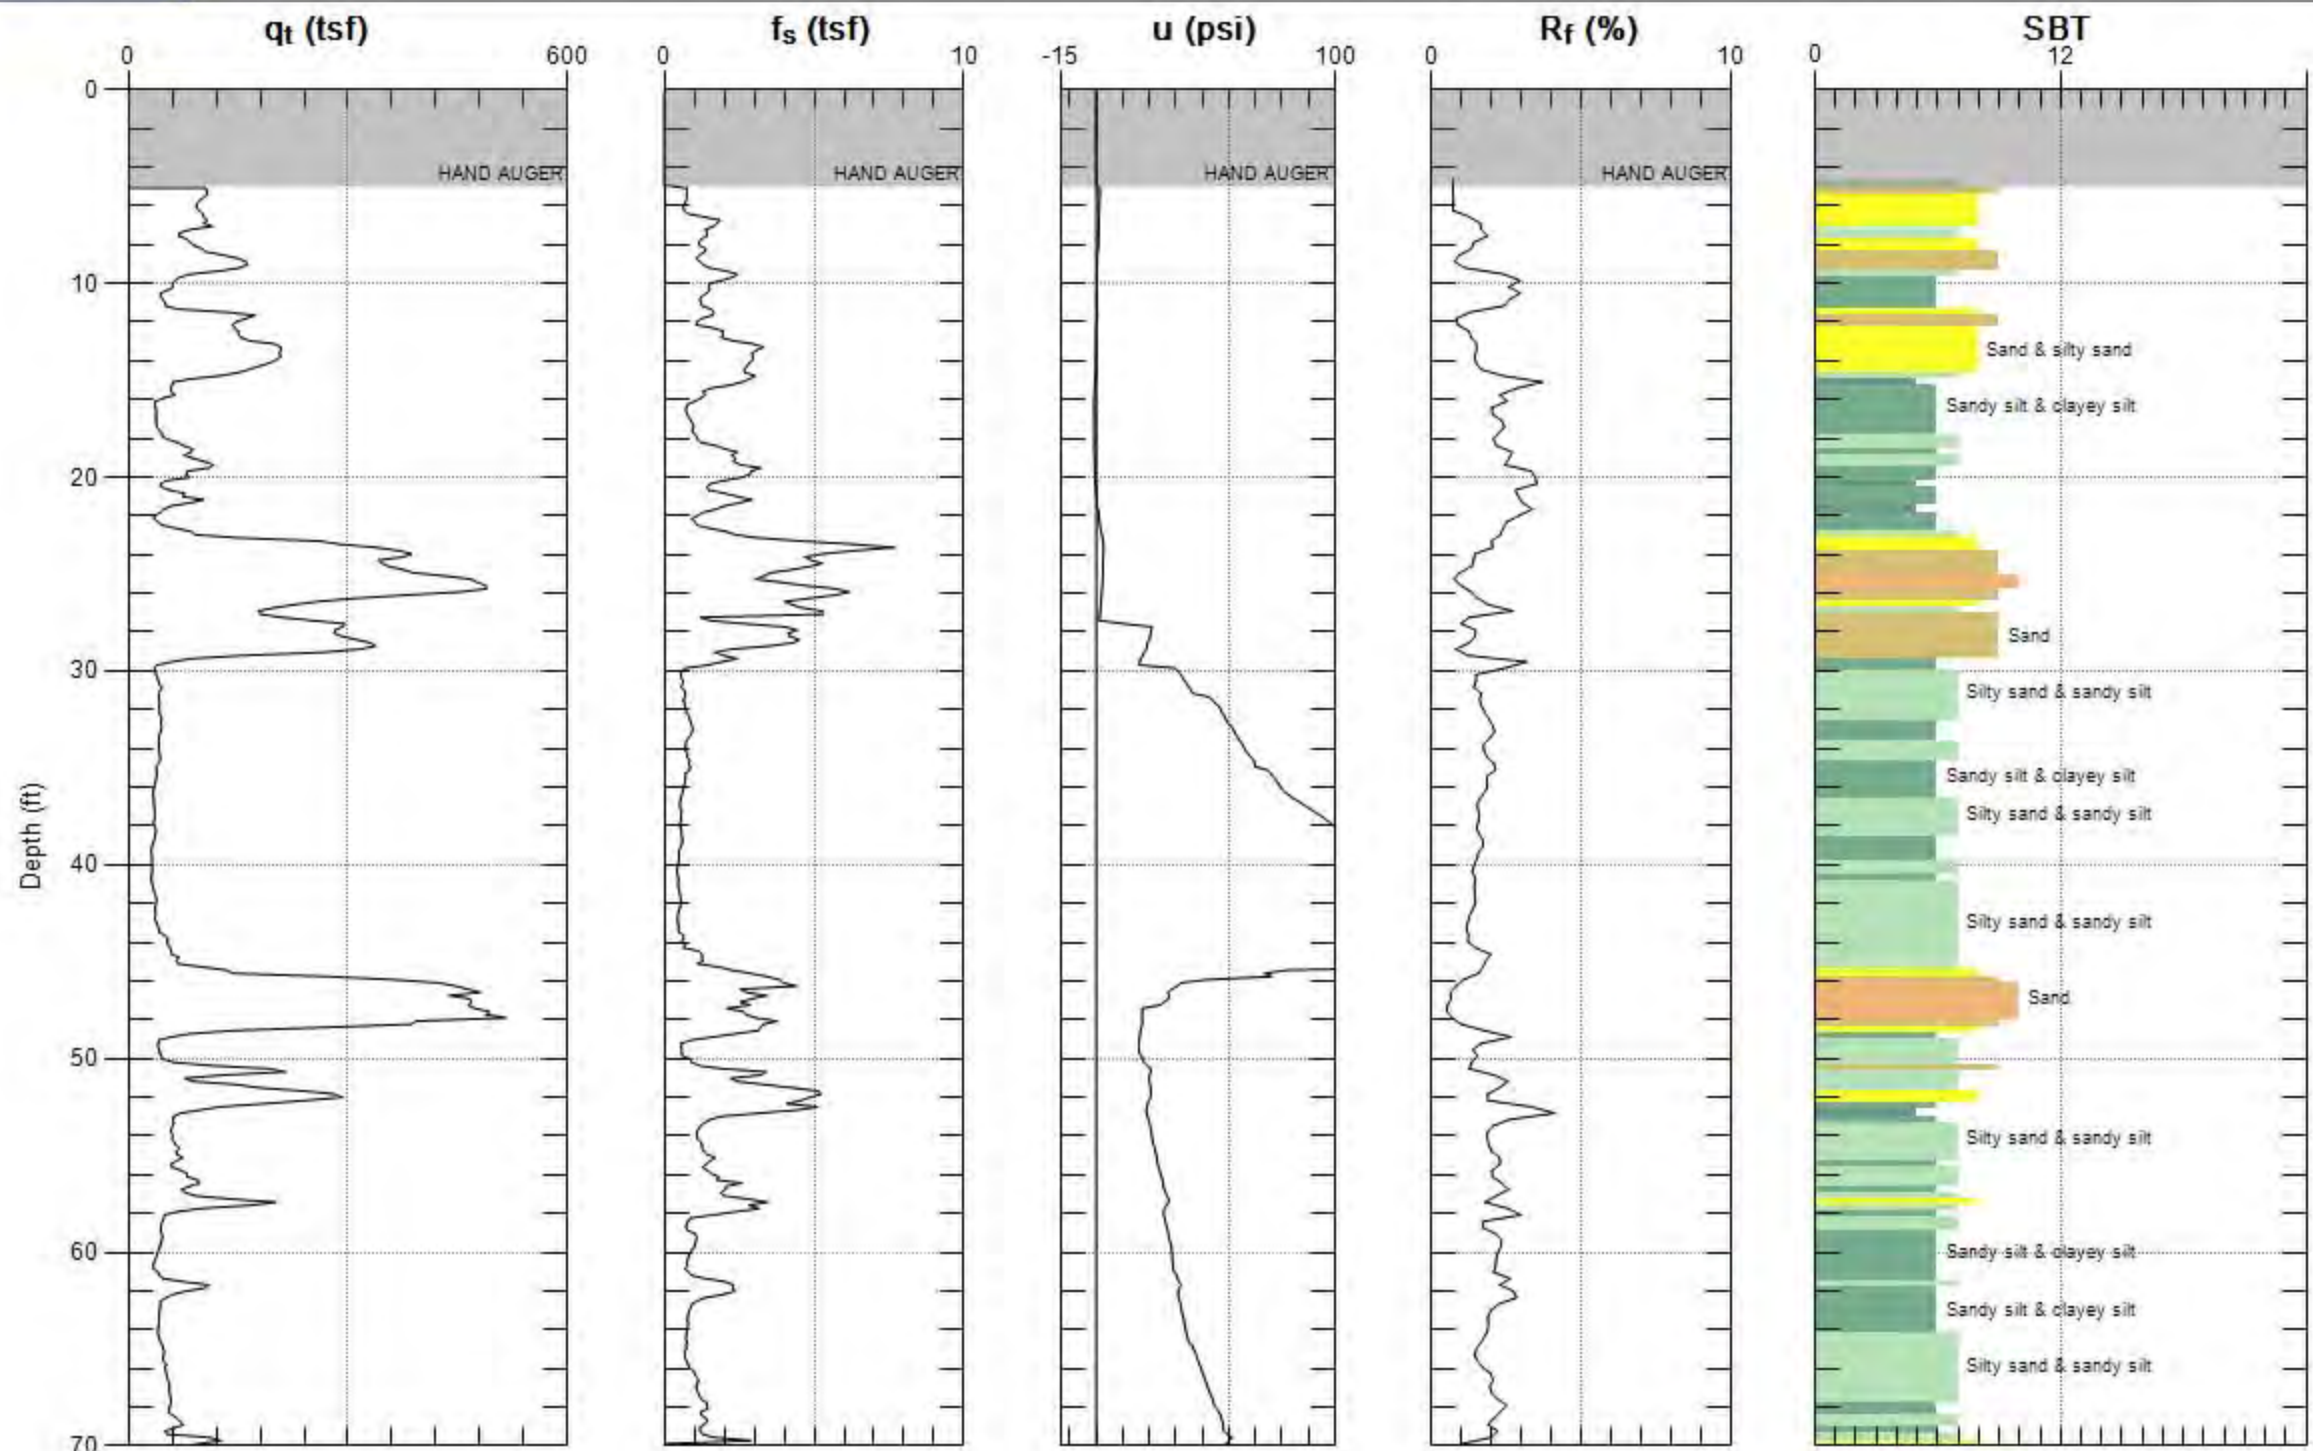 qt (tsf) fs (tsf) u (psi) Rf (%) SBT
0 600 0 10 -15 100 0 10 0 12
0
HAND AUGER HAND AUGER HAND AUGER HAND AUGER
10
Sand & silty sand
Sandy silt & clayey silt
20
Sand
30
Silty sand & sandy silt
Sandy silt & clayey silt
Silty sand & sandy silt
Depth (ft)
40
Silty sand & sandy silt
Sand
50
Silty sand & sandy silt
60
Sandy silt & clayey silt
Sandy silt & clayey silt
Silty sand & sandy silt
70